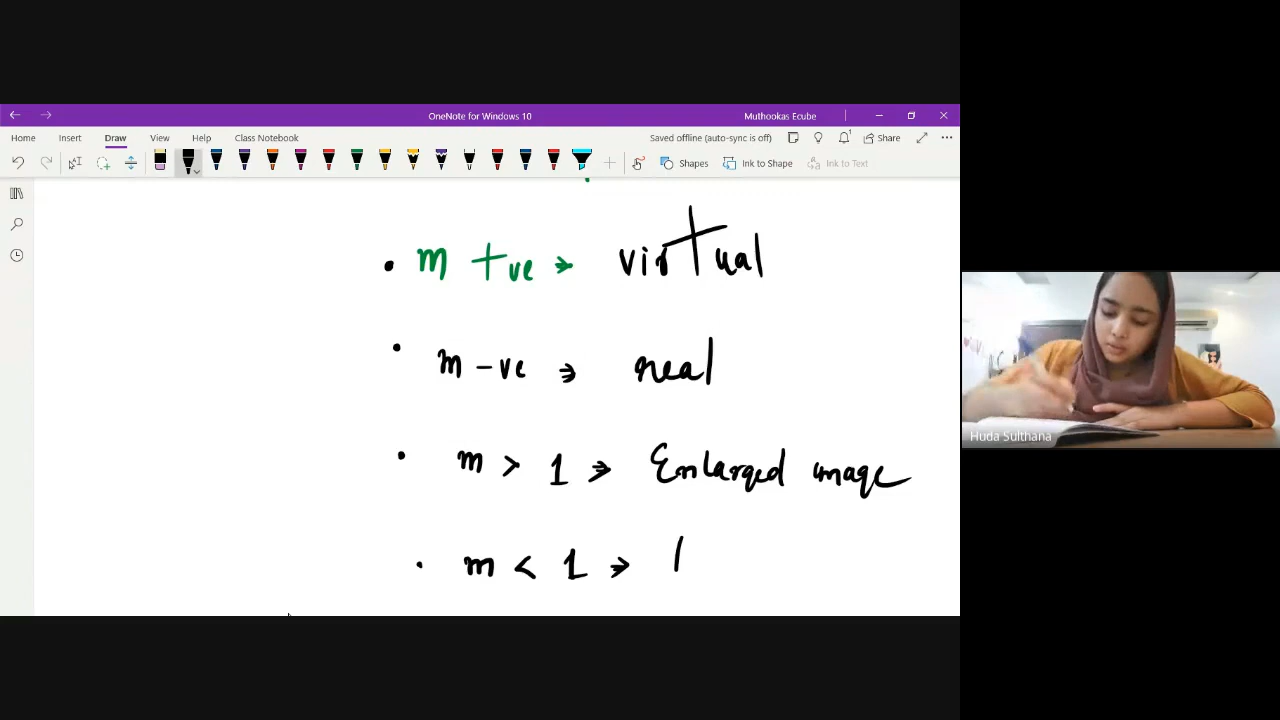 OneNote for Windows 10
Muthookas Ecube
Home Insert Draw View Help Class Notebook
Saved offline (auto-sync is off)
Share
Shapes
Ink to Shape
Ink to Text
• m +ve ⇒ virtual
• m -ve ⇒ real
• m > 1 ⇒ Enlarged image
• m < 1 ⇒
Huda Sulthana